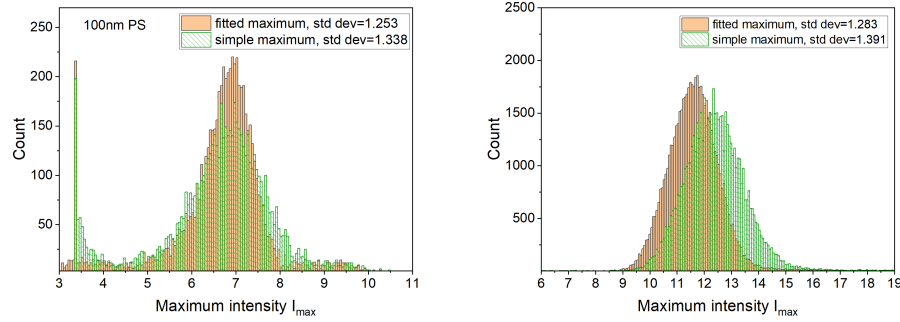 100nm PS
fitted maximum, std dev=1.253
simple maximum, std dev=1.338
250
200
150
100
50
Count
3 4 5 6 7 8 9 10 11
Maximum intensity Imax
fitted maximum, std dev=1.283
simple maximum, std dev=1.391
2500
2000
1500
1000
500
Count
6 7 8 9 10 11 12 13 14 15 16 17 18 19
Maximum intensity Imax